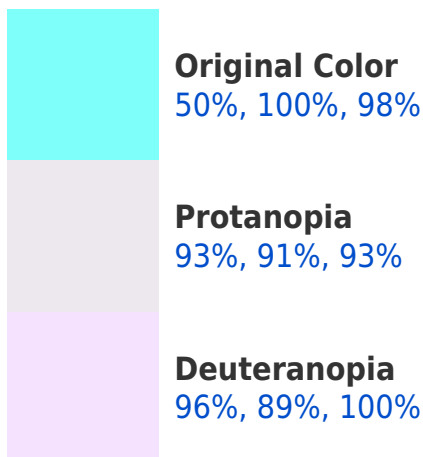 Original Color
50%, 100%, 98%
Protanopia
93%, 91%, 93%
Deuteranopia
96%, 89%, 100%